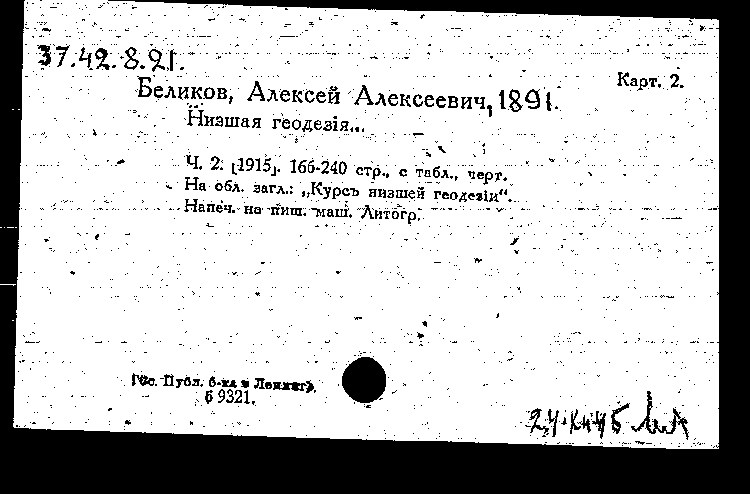 37.42.8.21.
Карт. 2.
Беликов, Алексей Алексеевич, 1891.
Низшая геодезія...
Ч. 2. [1915]. 166-240 стр., с табл., черт.
На обл. загл.: „Курсъ низшей геодезіи“.
Напеч. на пиш. маш. Литогр.
Гос. Публ. б-ка в Ленингр.
б 9321.